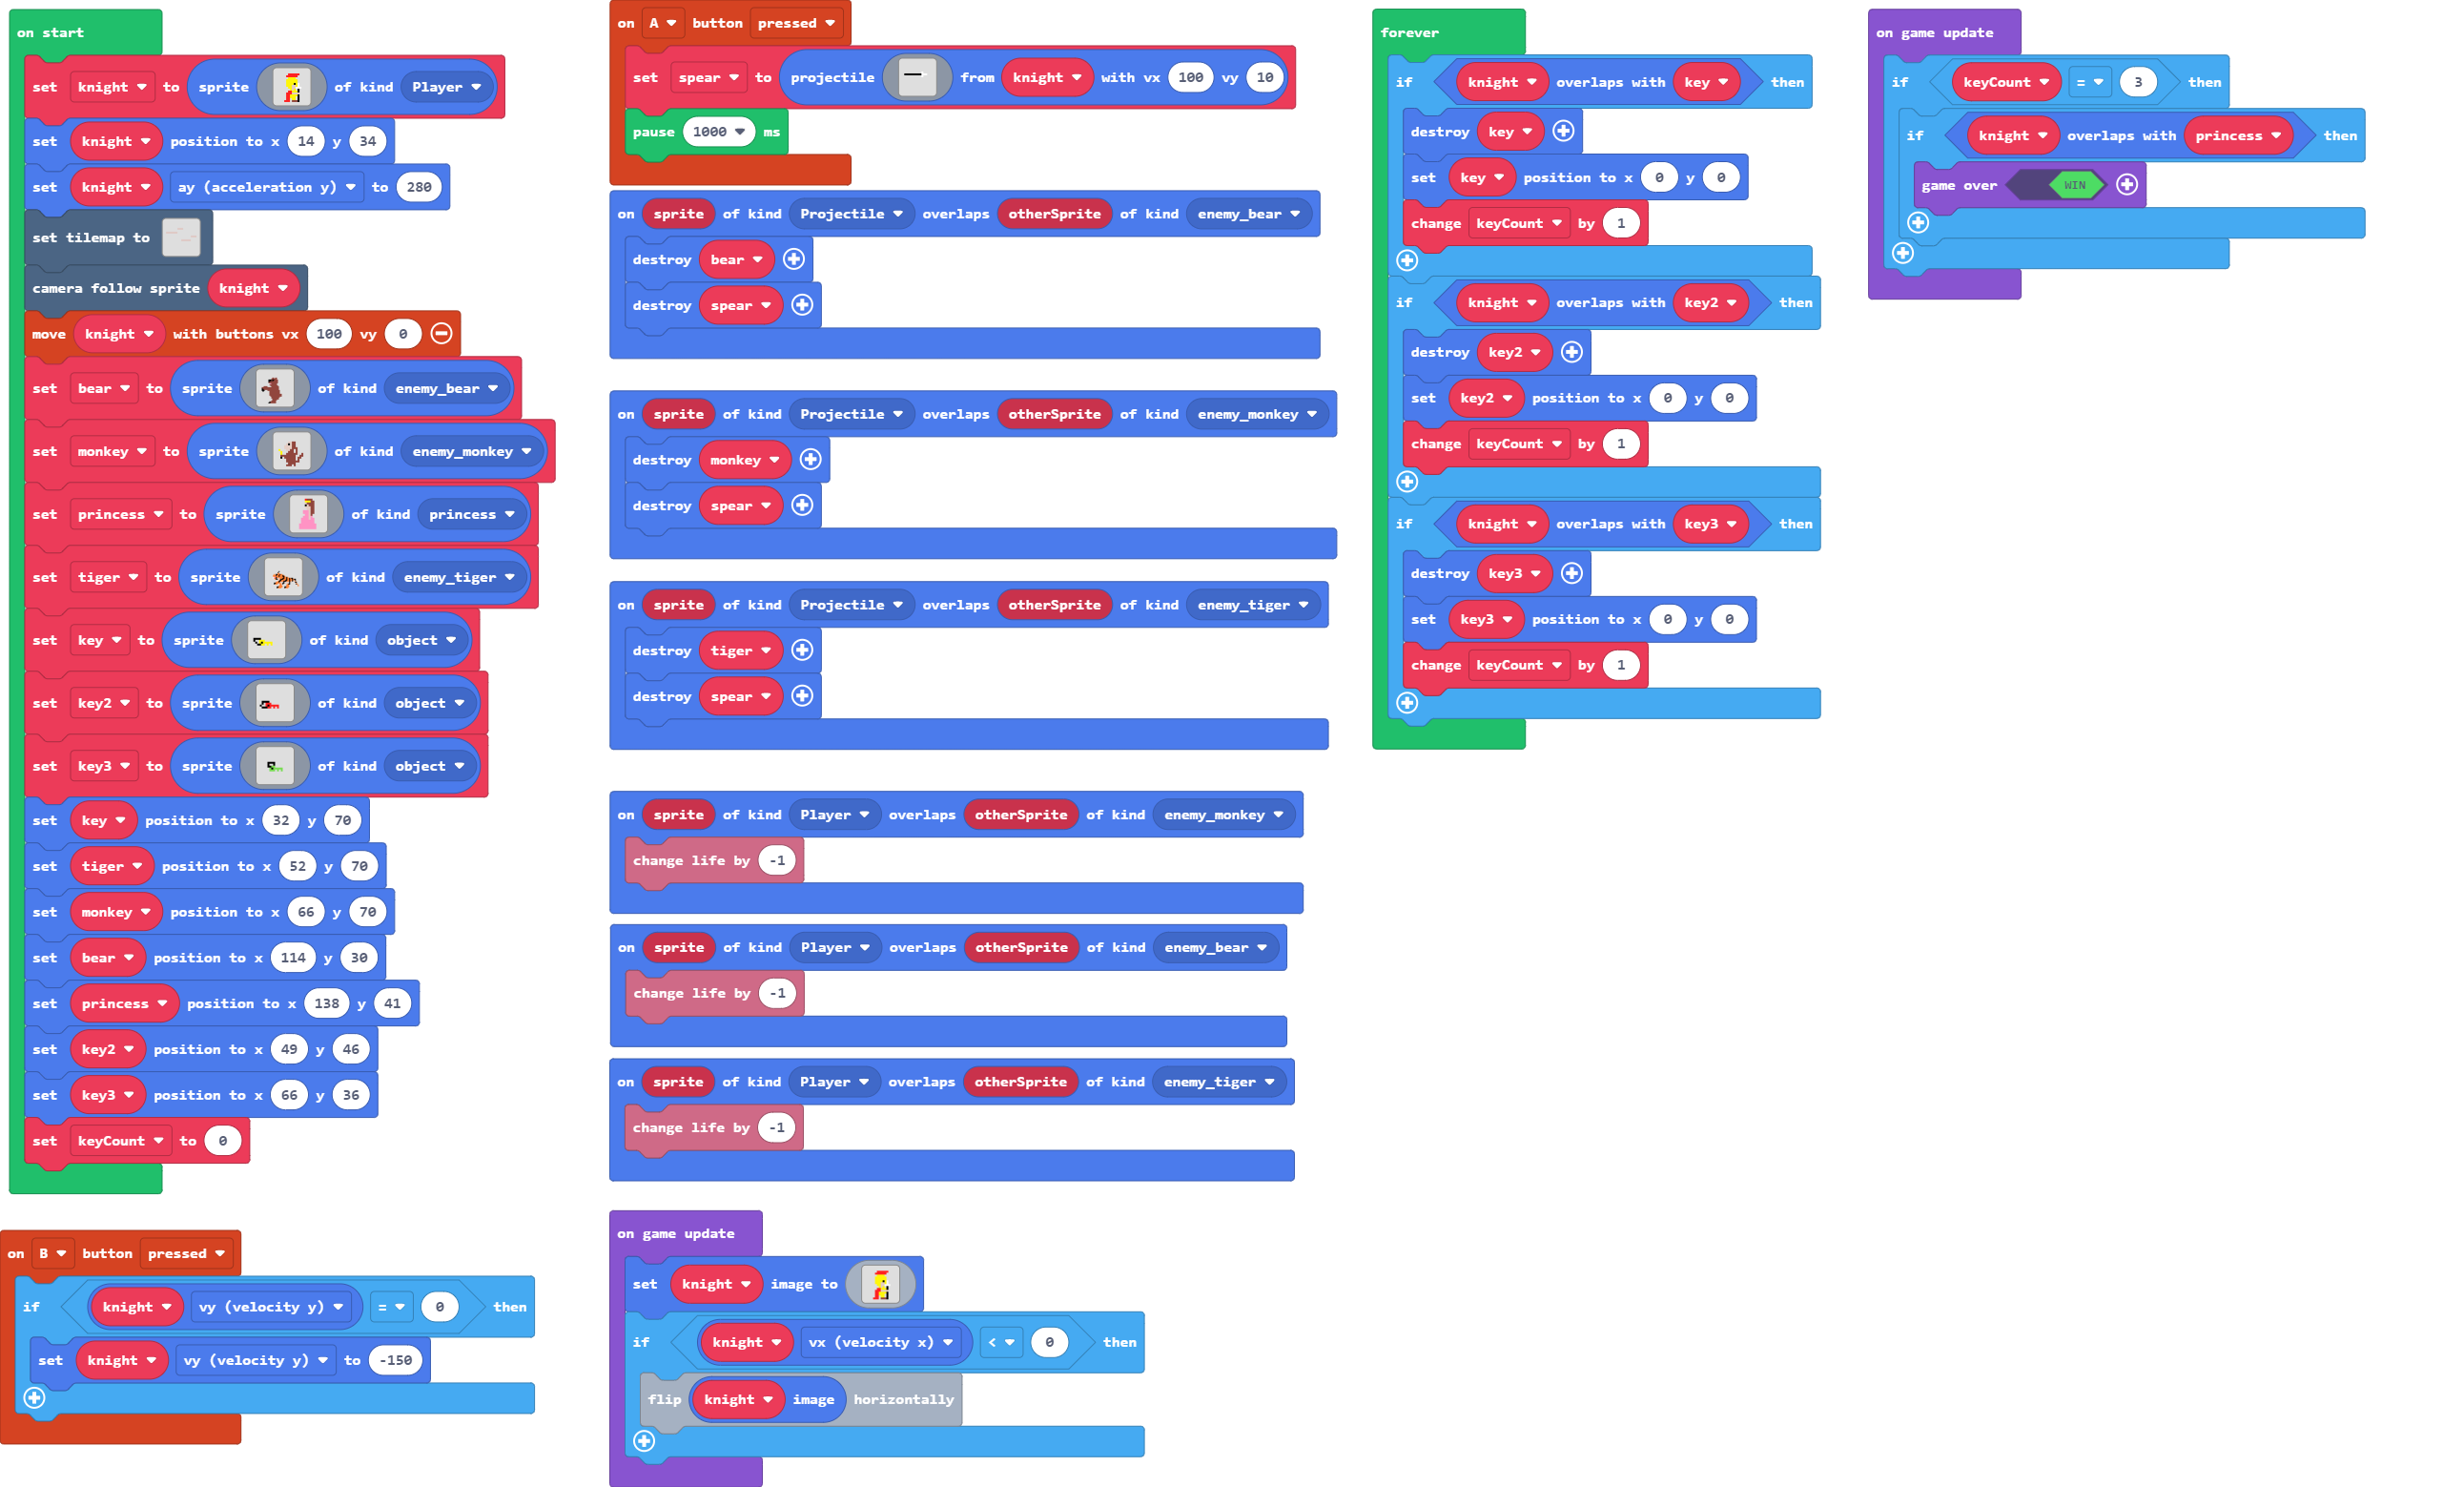 on start
set knight to sprite of kind Player
set knight position to x 14 y 34
set knight ay (acceleration y) to 280
set tilemap to
camera follow sprite knight
move knight with buttons vx 100 vy 0
set bear to sprite of kind enemy_bear
set monkey to sprite of kind enemy_monkey
set princess to sprite of kind princess
set tiger to sprite of kind enemy_tiger
set key to sprite of kind object
set key2 to sprite of kind object
set key3 to sprite of kind object
set key position to x 32 y 70
set tiger position to x 52 y 70
set monkey position to x 66 y 70
set bear position to x 114 y 30
set princess position to x 138 y 41
set key2 position to x 49 y 46
set key3 position to x 66 y 36
set keyCount to 0
on B button pressed
if knight vy (velocity y) = 0 then
set knight vy (velocity y) to -150
on A button pressed
set spear to projectile from knight with vx 100 vy 10
pause 1000 ms
on sprite of kind Projectile overlaps otherSprite of kind enemy_bear
destroy bear
destroy spear
on sprite of kind Projectile overlaps otherSprite of kind enemy_monkey
destroy monkey
destroy spear
on sprite of kind Projectile overlaps otherSprite of kind enemy_tiger
destroy tiger
destroy spear
on sprite of kind Player overlaps otherSprite of kind enemy_monkey
change life by -1
on sprite of kind Player overlaps otherSprite of kind enemy_bear
change life by -1
on sprite of kind Player overlaps otherSprite of kind enemy_tiger
change life by -1
on game update
set knight image to
if knight vx (velocity x) < 0 then
flip knight image horizontally
forever
if knight overlaps with key then
destroy key
set key position to x 0 y 0
change keyCount by 1
if knight overlaps with key2 then
destroy key2
set key2 position to x 0 y 0
change keyCount by 1
if knight overlaps with key3 then
destroy key3
set key3 position to x 0 y 0
change keyCount by 1
on game update
if keyCount = 3 then
if knight overlaps with princess then
game over WIN